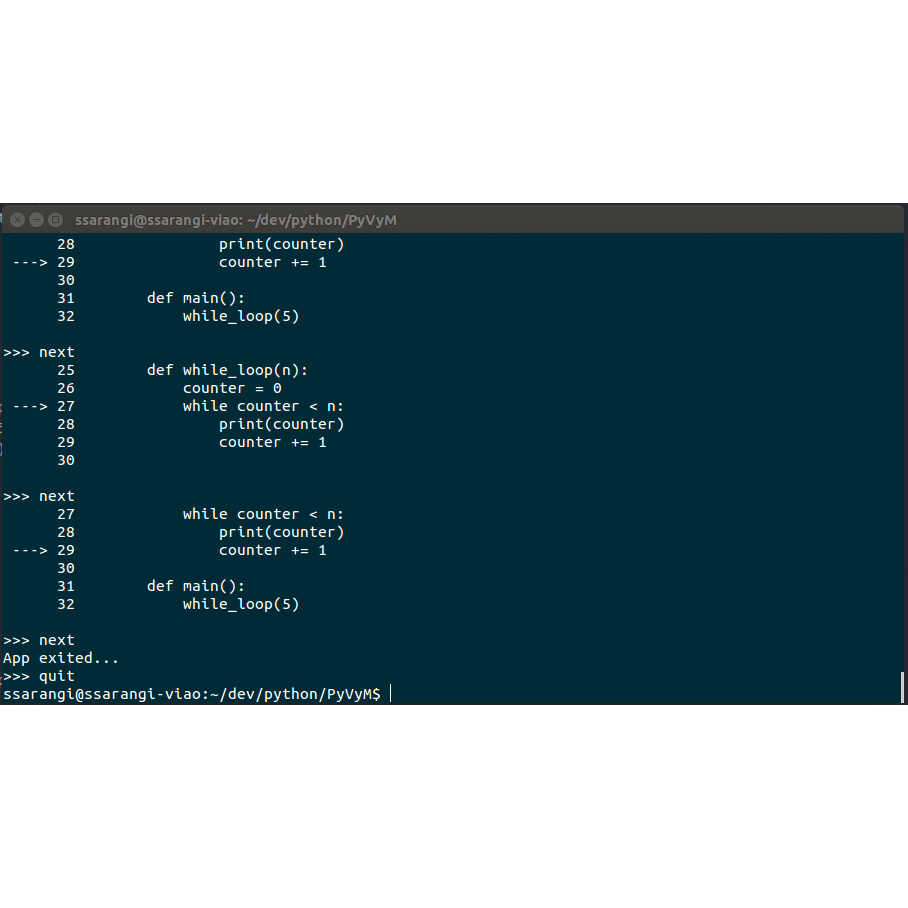 ssarangi@ssarangi-viao: ~/dev/python/PyVyM
28                print(counter)
---> 29                counter += 1
30
31        def main():
32            while_loop(5)
>>> next
25        def while_loop(n):
26            counter = 0
---> 27            while counter < n:
28                print(counter)
29                counter += 1
30
>>> next
27            while counter < n:
28                print(counter)
---> 29                counter += 1
30
31        def main():
32            while_loop(5)
>>> next
App exited...
>>> quit
ssarangi@ssarangi-viao:~/dev/python/PyVyM$